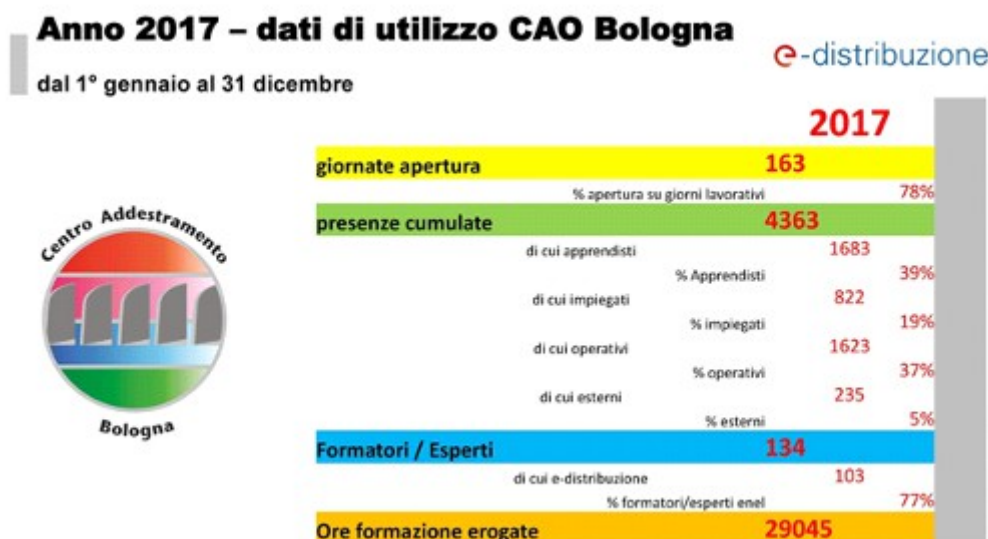 Anno 2017 – dati di utilizzo CAO Bologna
e-distribuzione
dal 1° gennaio al 31 dicembre
2017
giornate apertura 163
% apertura su giorni lavorativi 78%
presenze cumulate 4363
di cui apprendisti 1683
% Apprendisti 39%
di cui impiegati 822
% impiegati 19%
di cui operativi 1623
% operativi 37%
di cui esterni 235
% esterni 5%
Formatori / Esperti 134
di cui e-distribuzione 103
% formatori/esperti enel 77%
Ore formazione erogate 29045
Centro Addestramento
Bologna